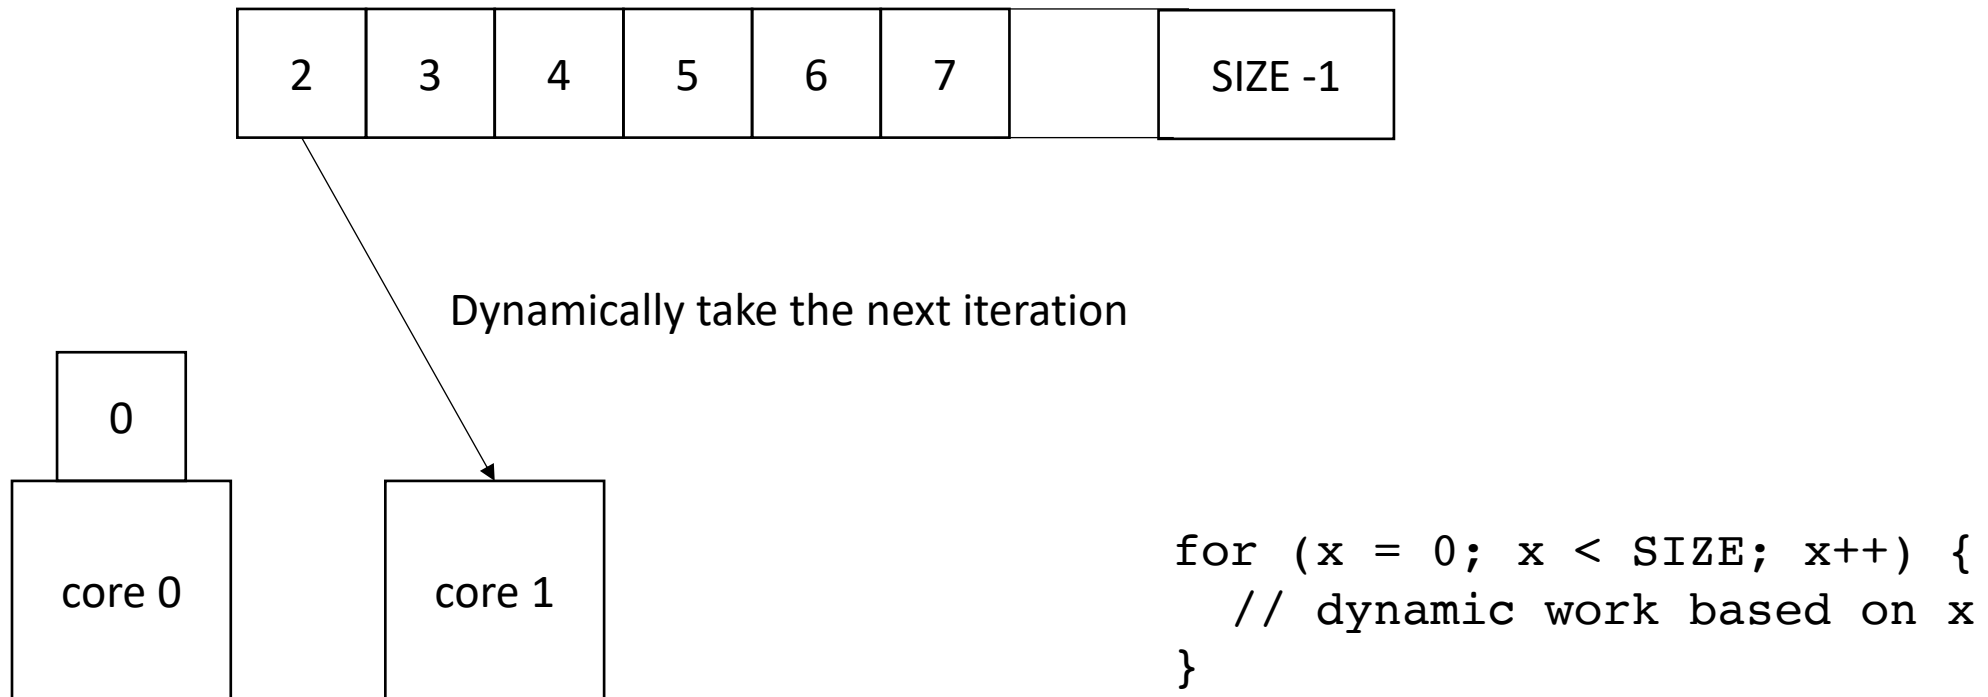 2 3 4 5 6 7 SIZE -1
Dynamically take the next iteration
0
core 0 core 1
for (x = 0; x < SIZE; x++) {
  // dynamic work based on x
}